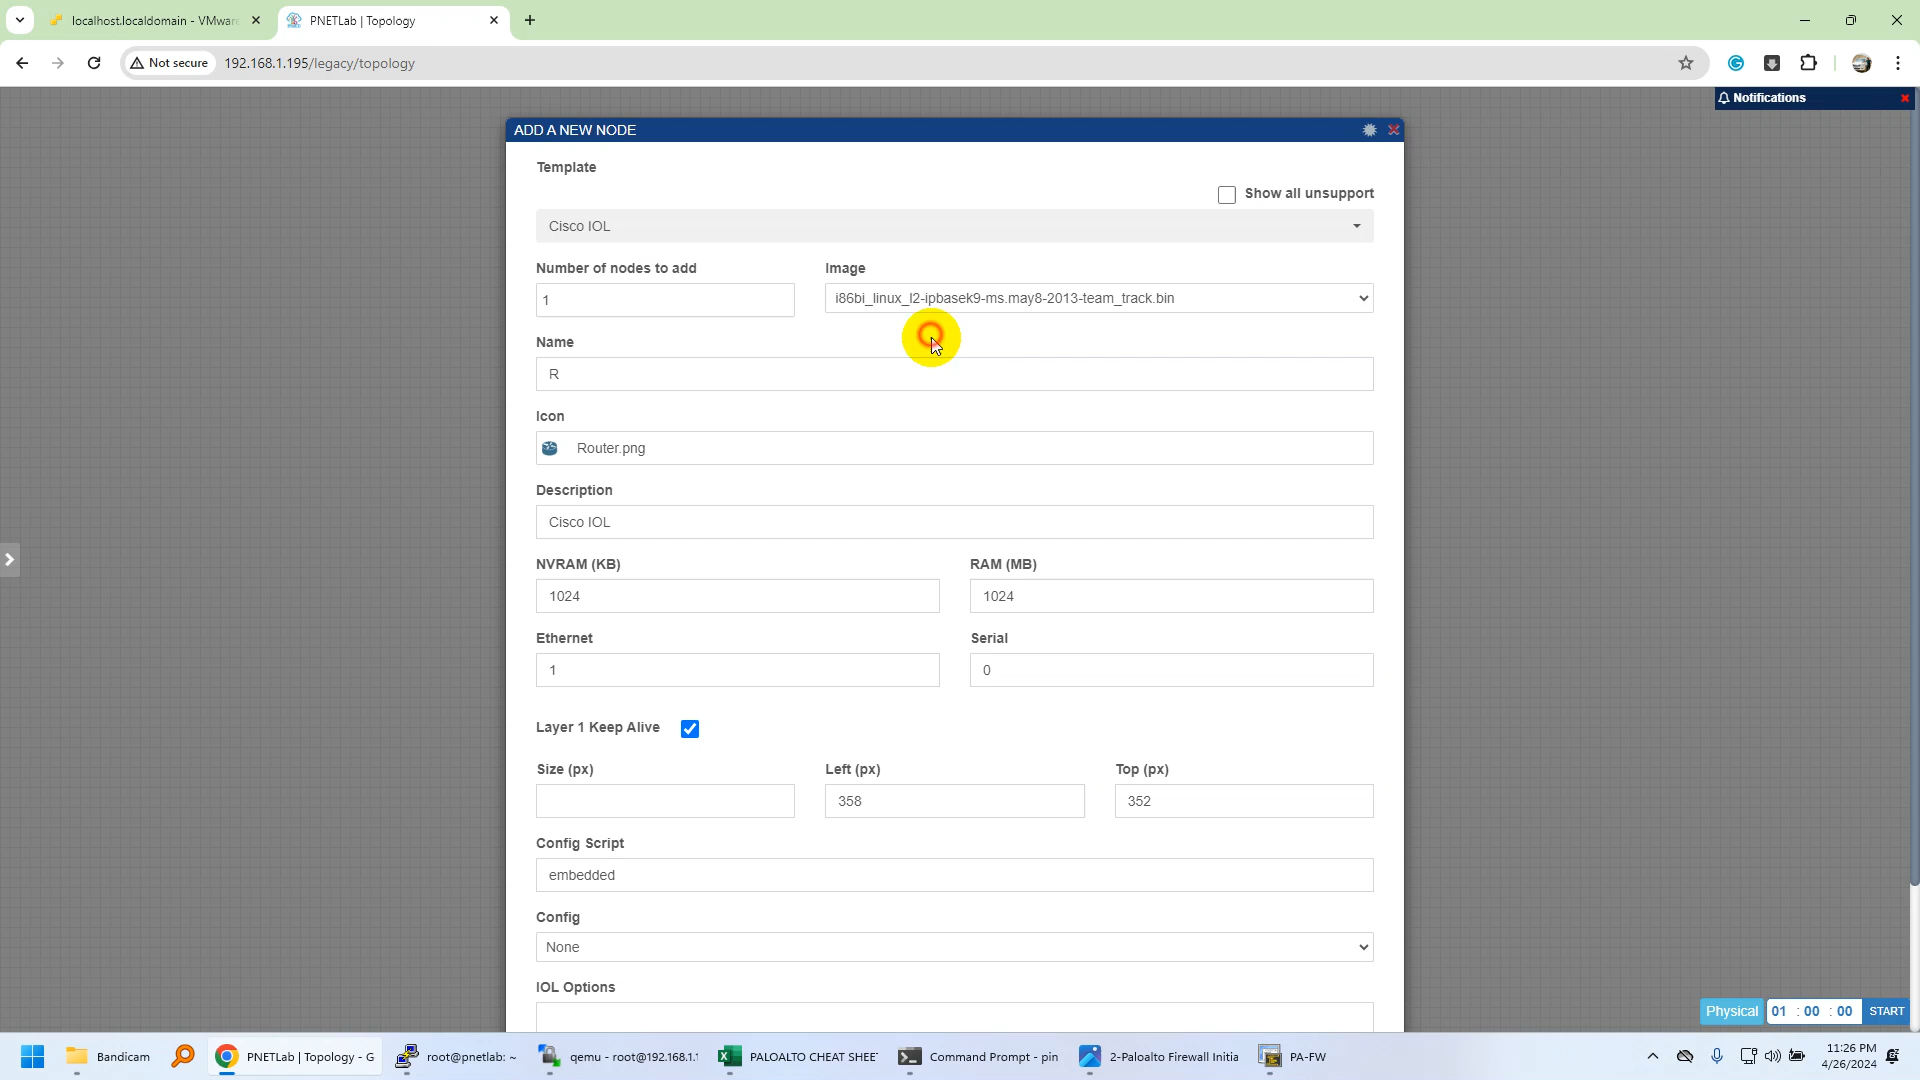 localhost.localdomain - VMware
PNETLab | Topology
Not secure
192.168.1.195/legacy/topology
Notifications
ADD A NEW NODE
Template
Show all unsupport
Cisco IOL
Number of nodes to add
Image
1
i86bi_linux_l2-ipbasek9-ms.may8-2013-team_track.bin
Name
R
Icon
Router.png
Description
Cisco IOL
NVRAM (KB)
RAM (MB)
1024
1024
Ethernet
Serial
1
0
Layer 1 Keep Alive
Size (px)
Left (px)
Top (px)
358
352
Config Script
embedded
Config
None
IOL Options
Physical
01 : 00 : 00
START
Bandicam
PNETLab | Topology - G
root@pnetlab: ~
qemu - root@192.168.1.1
PALOALTO CHEAT SHEET
Command Prompt - pin
2-Paloalto Firewall Initia
PA-FW
11:26 PM
4/26/2024